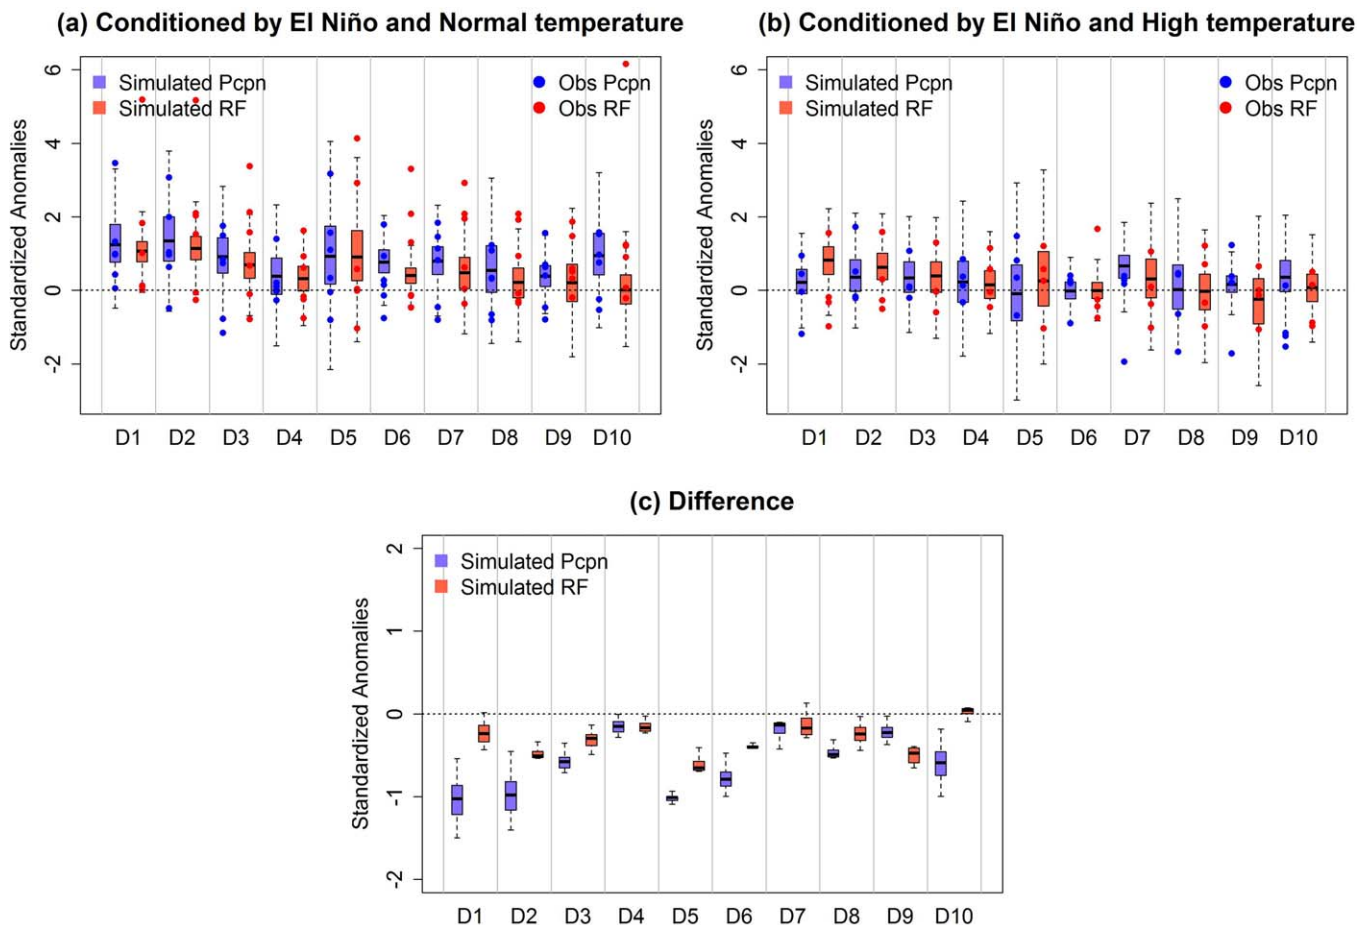 (a) Conditioned by El Niño and Normal temperature
(b) Conditioned by El Niño and High temperature
Standardized Anomalies
6
4
2
0
-2
Simulated Pcpn
Simulated RF
Obs Pcpn
Obs RF
D1 D2 D3 D4 D5 D6 D7 D8 D9 D10
Standardized Anomalies
6
4
2
0
-2
Simulated Pcpn
Simulated RF
Obs Pcpn
Obs RF
D1 D2 D3 D4 D5 D6 D7 D8 D9 D10
(c) Difference
Standardized Anomalies
2
1
0
-1
-2
Simulated Pcpn
Simulated RF
D1 D2 D3 D4 D5 D6 D7 D8 D9 D10